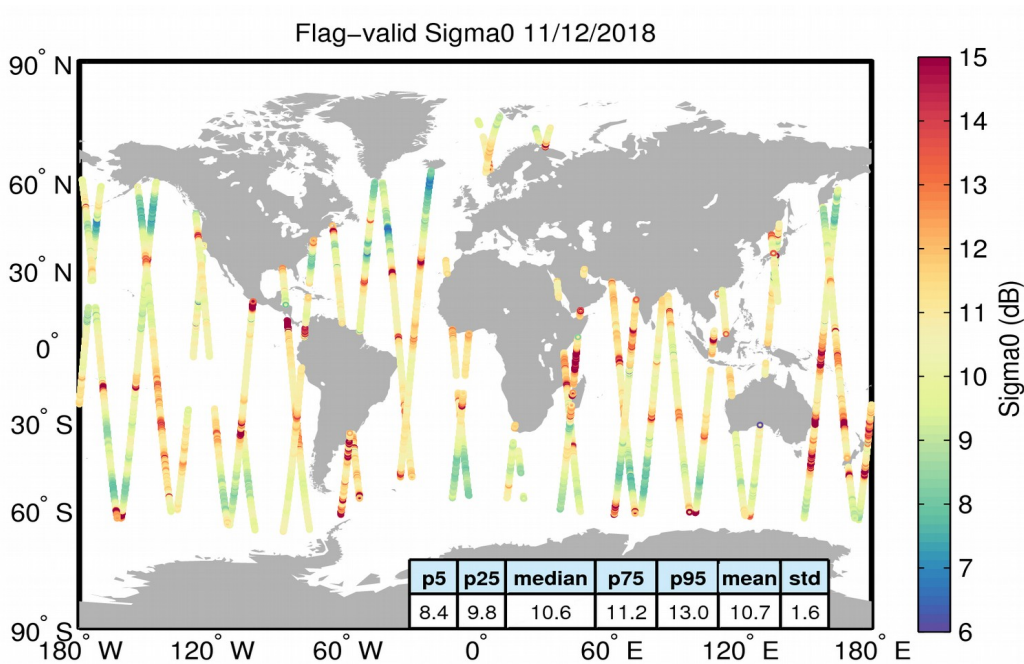 Flag−valid Sigma0 11/12/2018
90° N
60° N
30° N
0°
30° S
60° S
90° S
180° W
120° W
60° W
0°
60° E
120° E
180° E
p5 p25 median p75 p95 mean std
8.4 9.8 10.6 11.2 13.0 10.7 1.6
15
14
13
12
11
10
9
8
7
6
Sigma0 (dB)